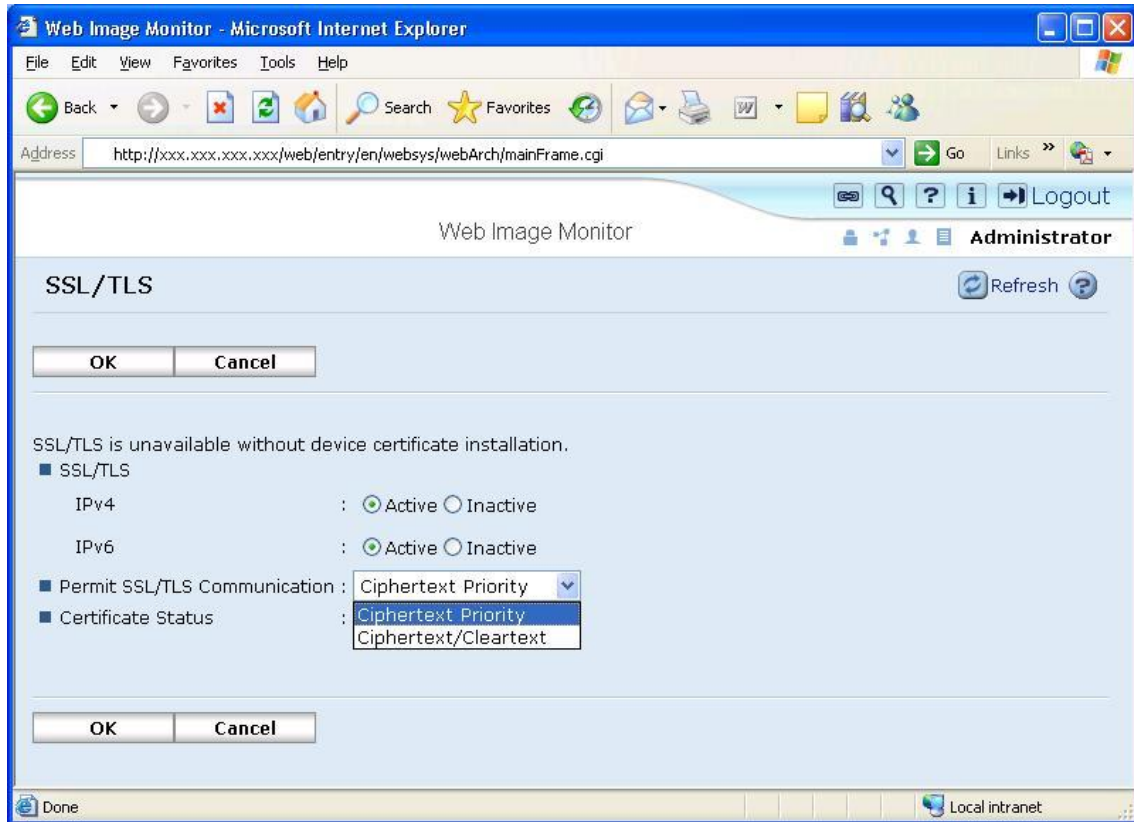 Web Image Monitor - Microsoft Internet Explorer
File Edit View Favorites Tools Help
Back Search Favorites W
Address http://xxx.xxx.xxx.xxx/web/entry/en/websys/webArch/mainFrame.cgi Go Links »
? i Logout
Web Image Monitor Administrator
SSL/TLS Refresh ?
OK Cancel
SSL/TLS is unavailable without device certificate installation.
SSL/TLS
IPv4 : Active Inactive
IPv6 : Active Inactive
Permit SSL/TLS Communication : Ciphertext Priority
Certificate Status : Ciphertext Priority
Ciphertext/Cleartext
OK Cancel
Done Local intranet